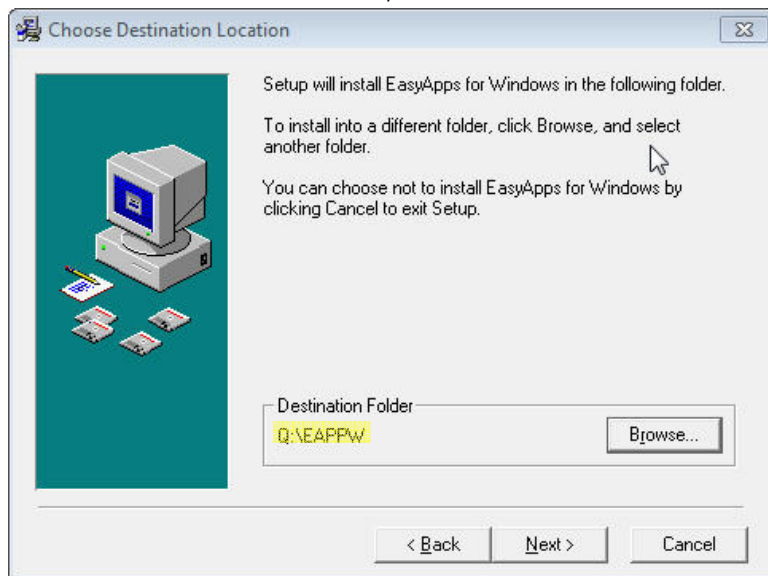 Choose Destination Location
Setup will install EasyApps for Windows in the following folder.
To install into a different folder, click Browse, and select
another folder.
You can choose not to install EasyApps for Windows by
clicking Cancel to exit Setup.
Destination Folder
Q:\EAPPW
Browse...
< Back
Next >
Cancel